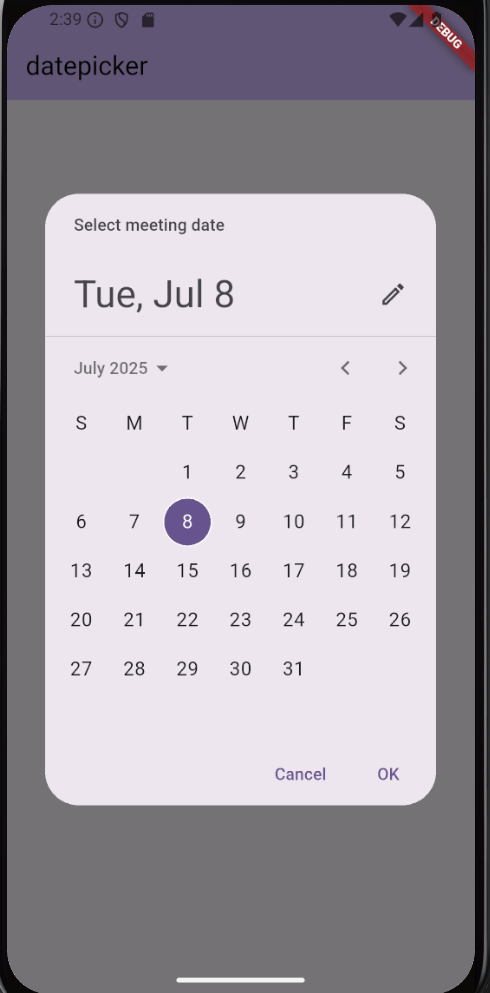 2:39
DEBUG
datepicker
Select meeting date
Tue, Jul 8
July 2025
S M T W T F S
1 2 3 4 5
6 7 8 9 10 11 12
13 14 15 16 17 18 19
20 21 22 23 24 25 26
27 28 29 30 31
Cancel OK